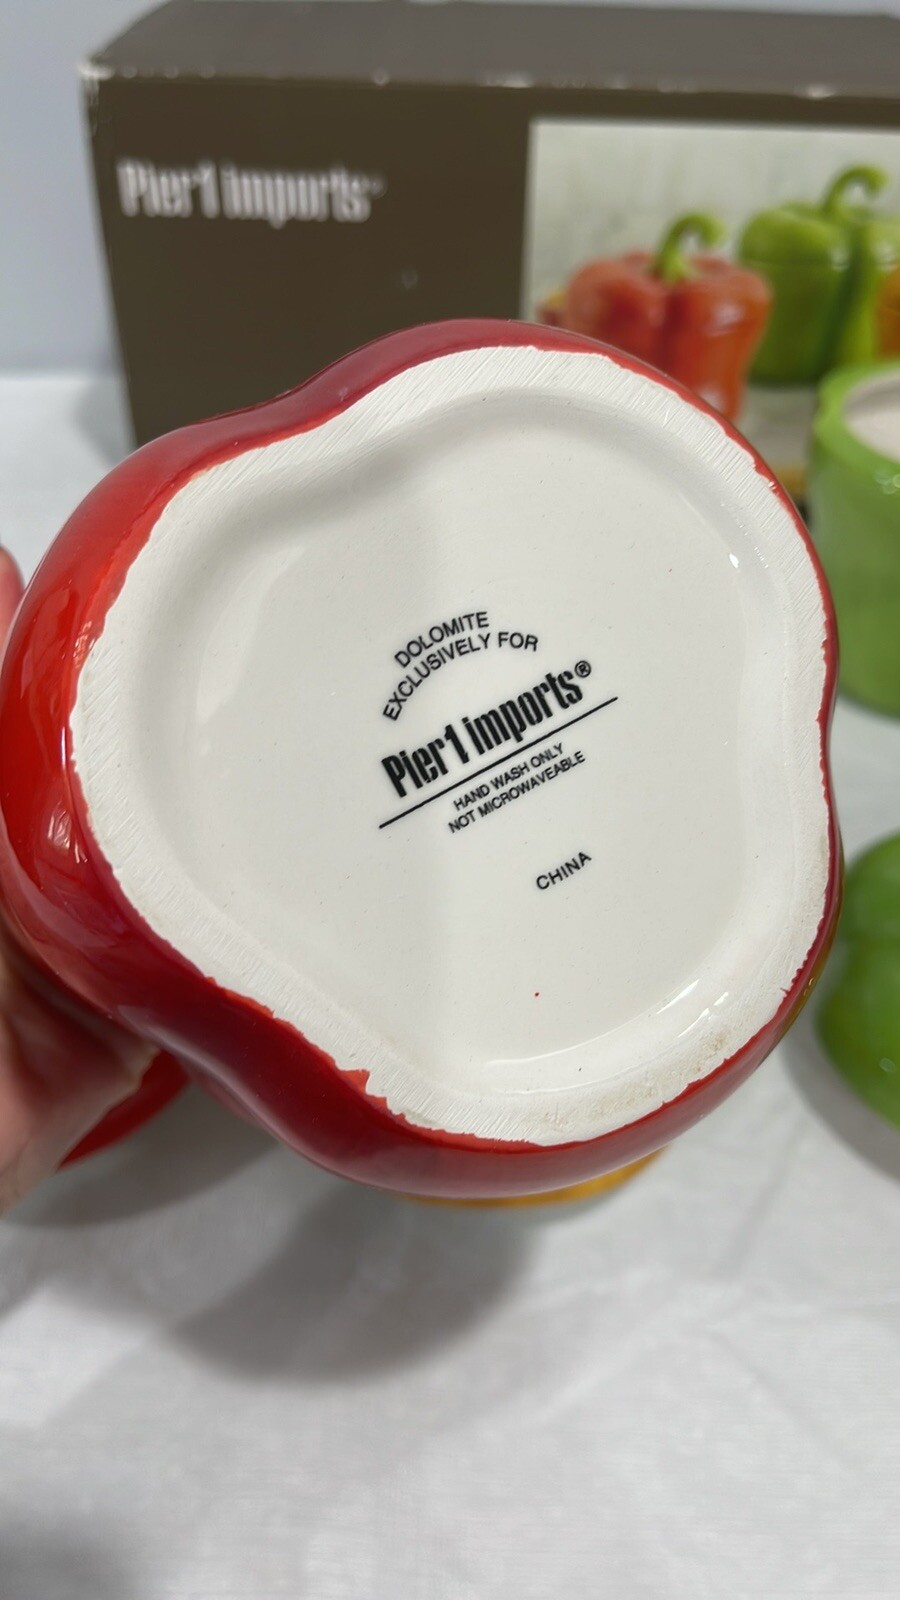 Pier1 imports®
DOLOMITE
EXCLUSIVELY FOR
Pier1 imports®
HAND WASH ONLY
NOT MICROWAVEABLE
CHINA